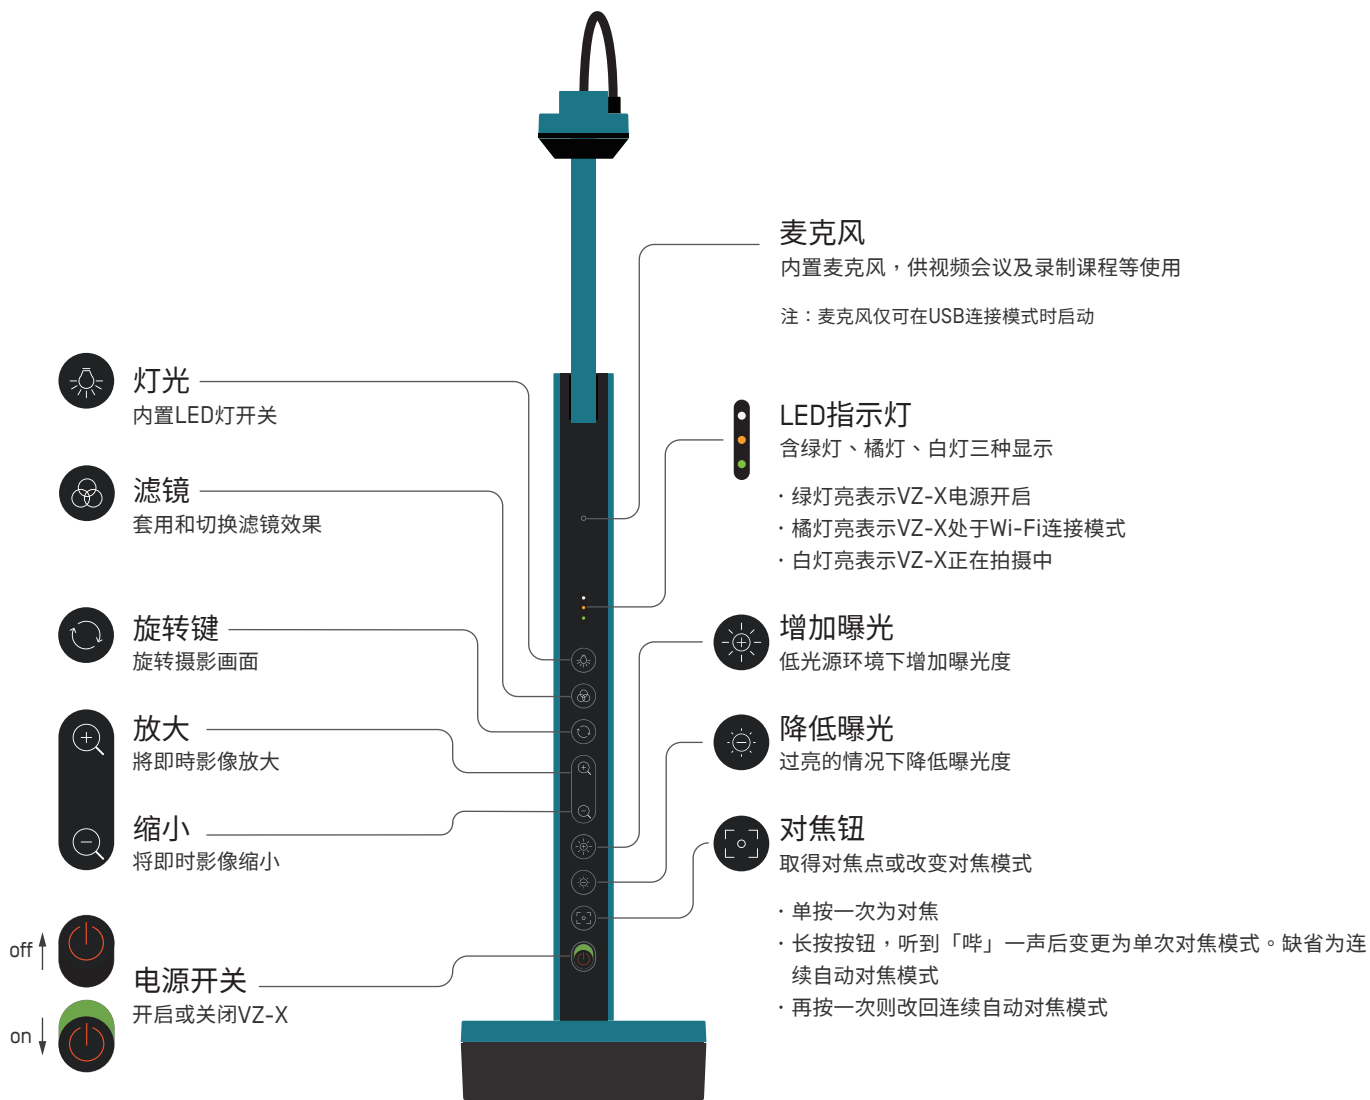 麦克风
内置麦克风，供视频会议及录制课程等使用
注：麦克风仅可在USB连接模式时启动
灯光
内置LED灯开关
滤镜
套用和切换滤镜效果
旋转键
旋转摄影画面
放大
將即時影像放大
缩小
将即时影像缩小
off
on
电源开关
开启或关闭VZ-X
LED指示灯
含绿灯、橘灯、白灯三种显示
·绿灯亮表示VZ-X电源开启
·橘灯亮表示VZ-X处于Wi-Fi连接模式
·白灯亮表示VZ-X正在拍摄中
增加曝光
低光源环境下增加曝光度
降低曝光
过亮的情况下降低曝光度
对焦钮
取得对焦点或改变对焦模式
·单按一次为对焦
·长按按钮，听到「哔」一声后变更为单次对焦模式。缺省为连
续自动对焦模式
·再按一次则改回连续自动对焦模式